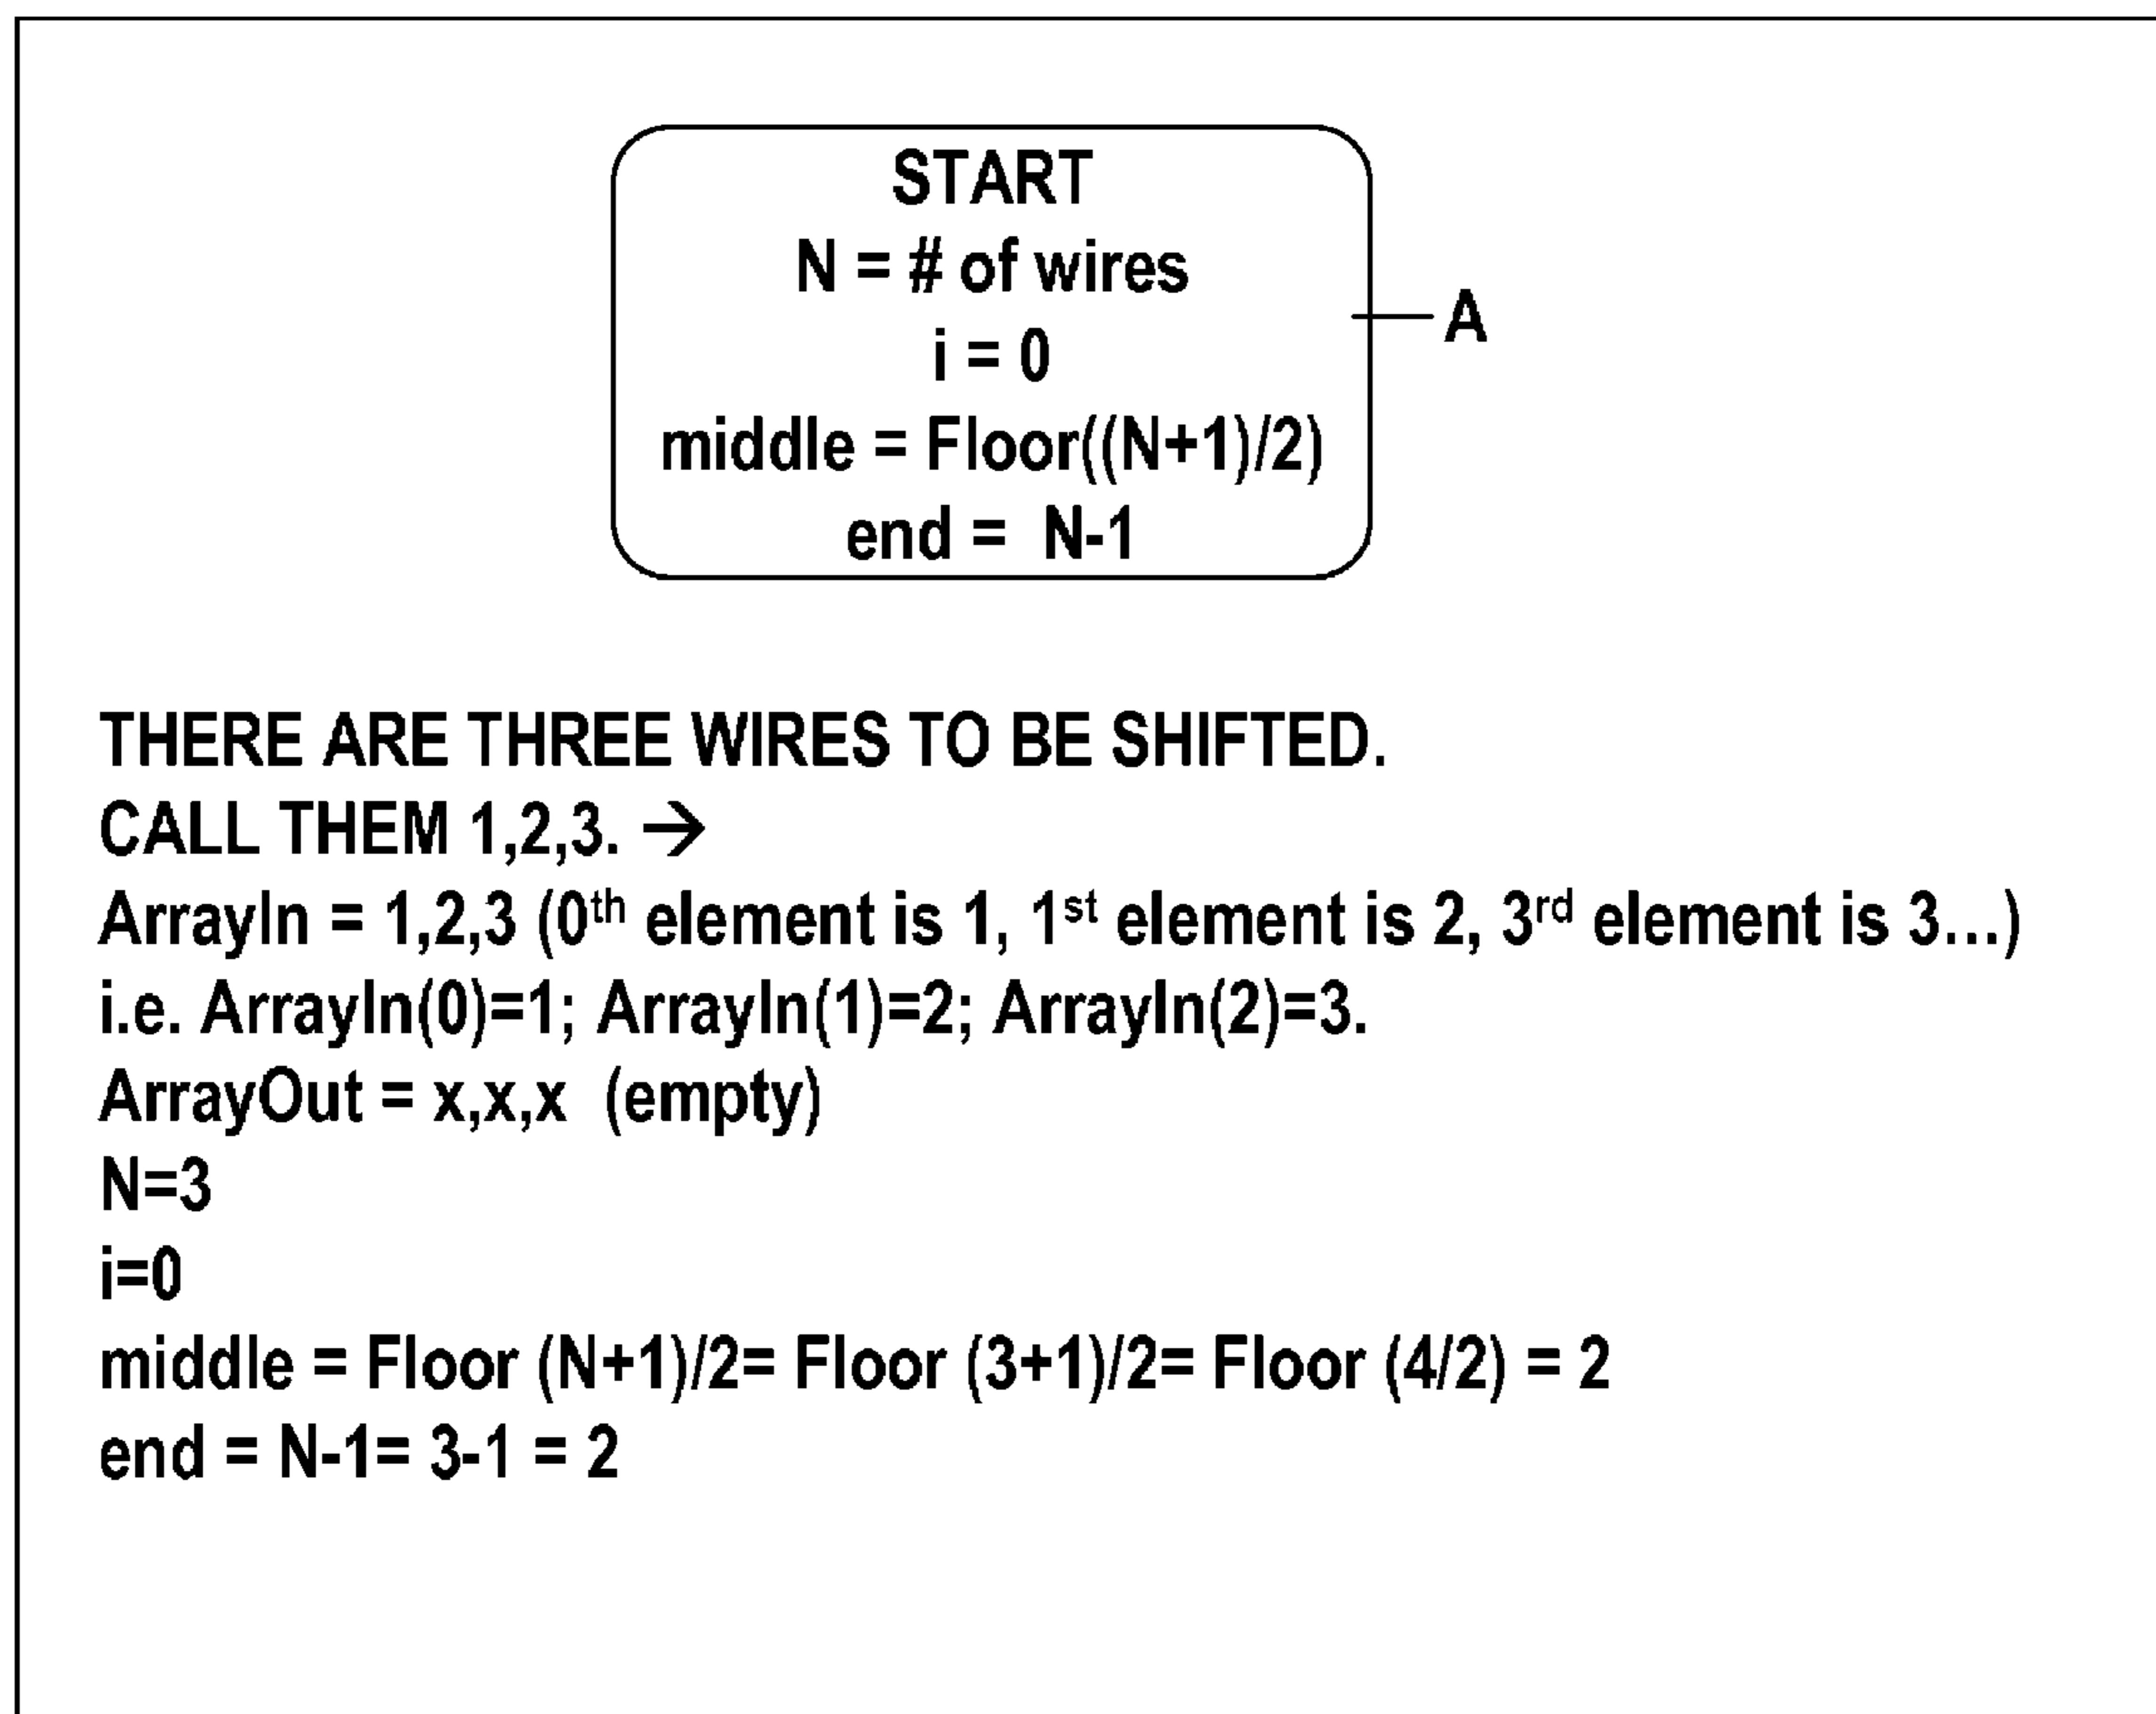 START
N = # of wires
i = 0
middle = Floor((N+1)/2)
end = N-1
A
THERE ARE THREE WIRES TO BE SHIFTED.
CALL THEM 1,2,3. →
ArrayIn = 1,2,3 (0th element is 1, 1st element is 2, 3rd element is 3...)
i.e. ArrayIn(0)=1; ArrayIn(1)=2; ArrayIn(2)=3.
ArrayOut = x,x,x (empty)
N=3
i=0
middle = Floor (N+1)/2= Floor (3+1)/2= Floor (4/2) = 2
end = N-1= 3-1 = 2